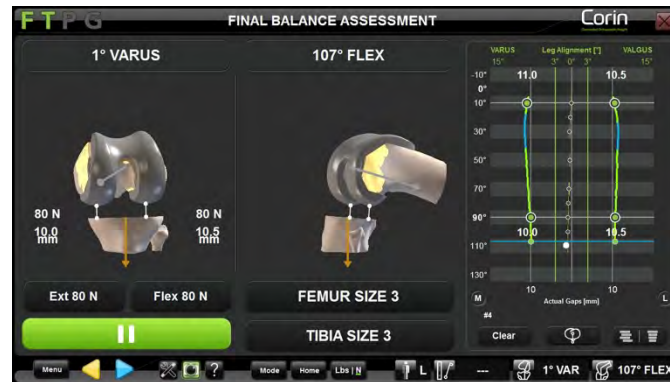 F T P G
FINAL BALANCE ASSESSMENT
Corin
1° VARUS
107° FLEX
80 N
10.0
mm
80 N
10.5
mm
Ext 80 N
Flex 80 N
FEMUR SIZE 3
TIBIA SIZE 3
VARUS
Leg Alignment [°]
VALGUS
15°
3°
0°
3°
15°
-10°
11.0
10.5
0°
10°
30°
50°
70°
90°
10.0
10.5
110°
130°
M
10
10
L
Actual Gaps [mm]
#4
Clear
Menu
?
Mode
Home
Lbs | N
L
---
1° VAR
107° FLEX